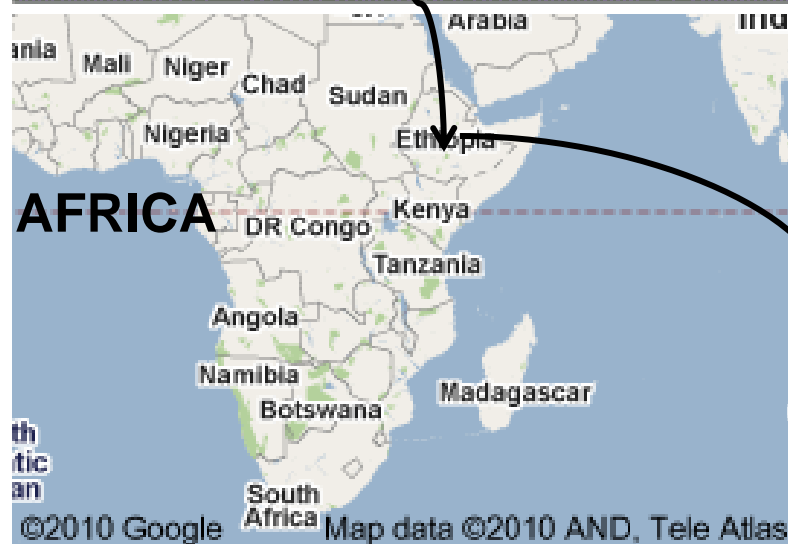 Arabia
Mali
Niger
Chad
Sudan
Nigeria
Ethiopia
AFRICA
DR Congo
Kenya
Tanzania
Angola
Namibia
Botswana
Madagascar
South
Africa
©2010 Google
Map data ©2010 AND, Tele Atlas